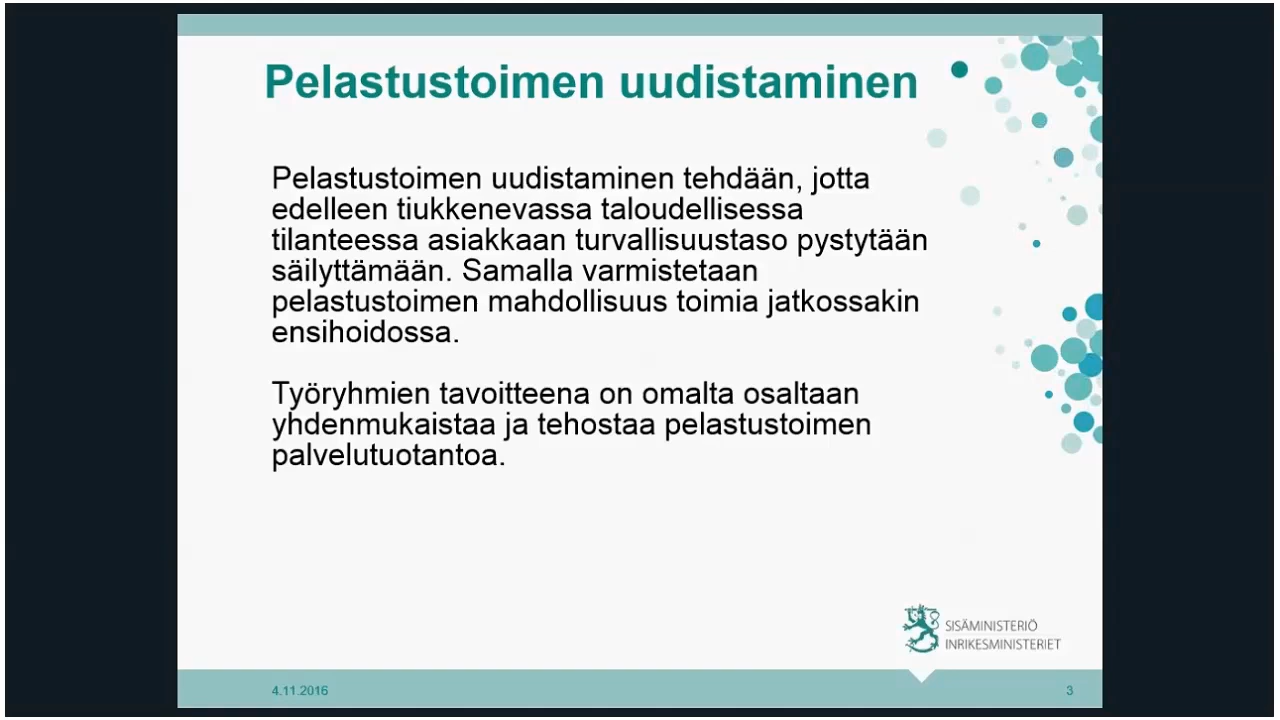 Pelastustoimen uudistaminen
Pelastustoimen uudistaminen tehdään, jotta
edelleen tiukkenevassa taloudellisessa
tilanteessa asiakkaan turvallisuustaso pystytään
säilyttämään. Samalla varmistetaan
pelastustoimen mahdollisuus toimia jatkossakin
ensihoidossa.
Työryhmien tavoitteena on omalta osaltaan
yhdenmukaistaa ja tehostaa pelastustoimen
palvelutuotantoa.
SISÄMINISTERIÖ
INRIKESMINISTERIET
4.11.2016
3